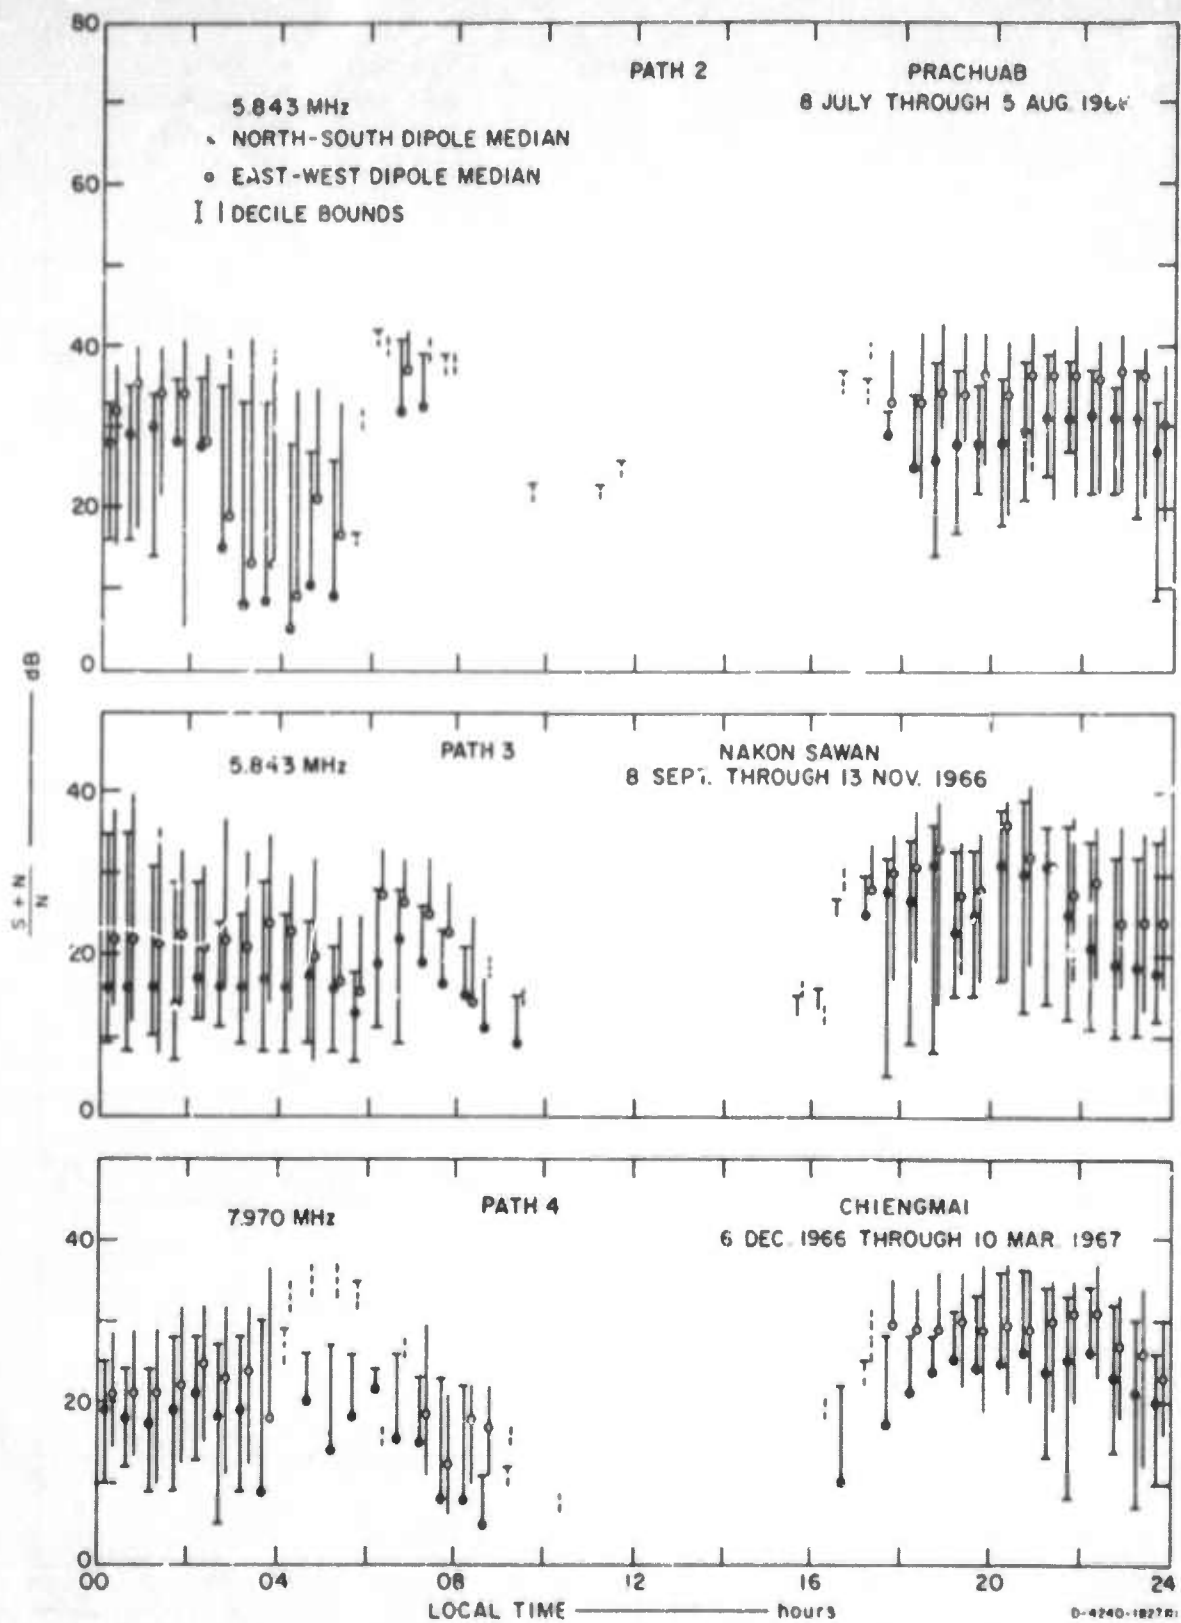 80
PATH 2
PRACHUAB
8 JULY THROUGH 5 AUG. 1966
5.843 MHz
NORTH-SOUTH DIPOLE MEDIAN
EAST-WEST DIPOLE MEDIAN
DECILE BOUNDS
60
40
20
0
S + N
N
dB
PATH 3
NAKON SAWAN
5.843 MHz
8 SEPT. THROUGH 13 NOV. 1966
40
20
0
PATH 4
CHIENGMAI
7.970 MHz
6 DEC. 1966 THROUGH 10 MAR. 1967
40
20
0
00 04 08 12 16 20 24
LOCAL TIME hours
D-4240-1827R1